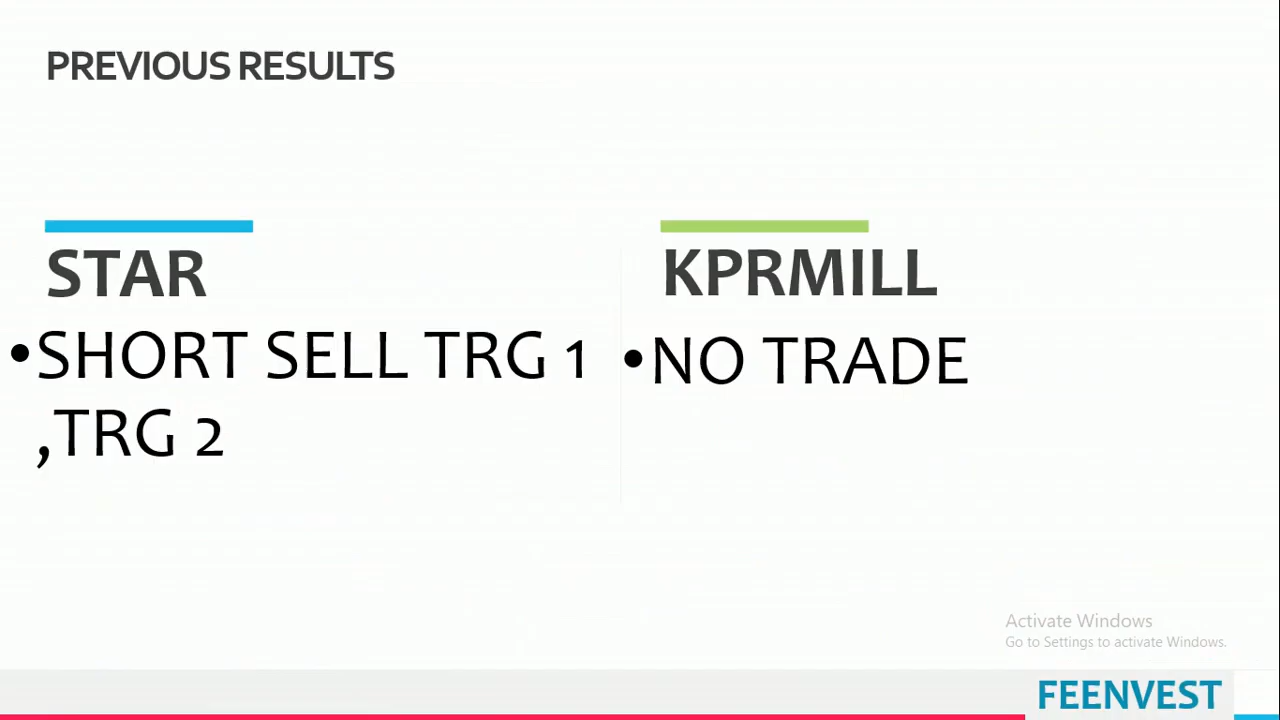 PREVIOUS RESULTS
STAR
•SHORT SELL TRG 1
,TRG 2
KPRMILL
•NO TRADE
Activate Windows
Go to Settings to activate Windows.
FEENVEST